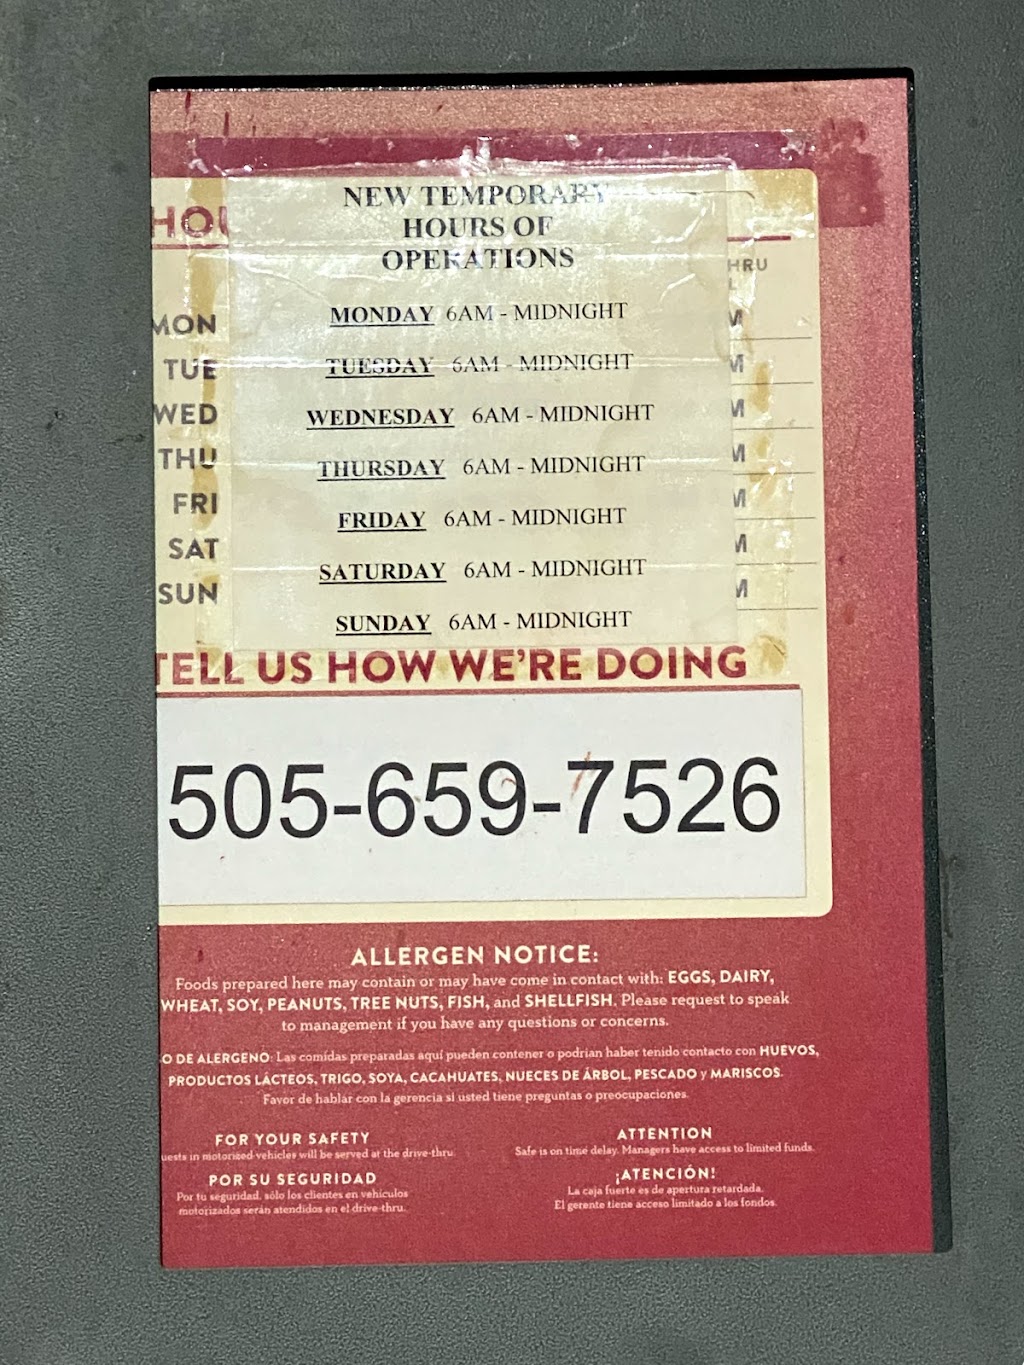 NEW TEMPORARY
HOURS OF
OPERATIONS
HOU
HRU
MONDAY 6AM - MIDNIGHT
MON
M
TUESDAY 6AM - MIDNIGHT
TUE
M
WEDNESDAY 6AM - MIDNIGHT
WED
M
THURSDAY 6AM - MIDNIGHT
THU
M
FRIDAY 6AM - MIDNIGHT
FRI
M
SATURDAY 6AM - MIDNIGHT
SAT
M
SUNDAY 6AM - MIDNIGHT
SUN
M
TELL US HOW WE'RE DOING
505-659-7526
ALLERGEN NOTICE:
Foods prepared here may contain or may have come in contact with: EGGS, DAIRY,
WHEAT, SOY, PEANUTS, TREE NUTS, FISH, and SHELLFISH. Please request to speak
to management if you have any questions or concerns.
O DE ALERGENO: Las comidas preparadas aquí pueden contener o podrian haber tenido contacto con HUEVOS,
PRODUCTOS LÁCTEOS, TRIGO, SOYA, CACAHUATES, NUECES DE ÁRBOL, PESCADO y MARISCOS.
Favor de hablar con la gerencia si usted tiene preguntas o preocupaciones.
FOR YOUR SAFETY
uests in motorized vehicles will be served at the drive-thru.
POR SU SEGURIDAD
Por tu seguridad, sólo los clientes en vehículos
motorizados serán atendidos en el drive-thru.
ATTENTION
Safe is on time delay. Managers have access to limited funds.
¡ATENCIÓN!
La caja fuerte es de apertura retardada.
El gerente tiene acceso limitado a los fondos.